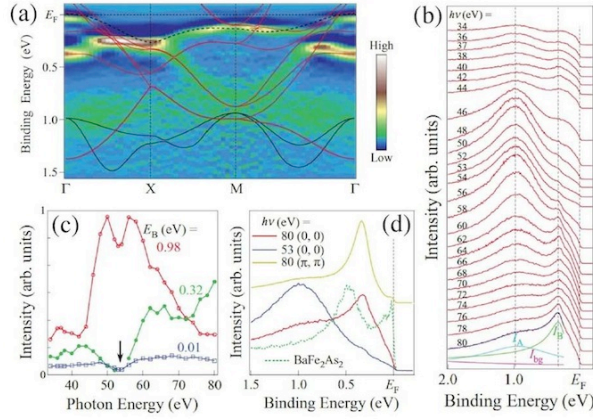 (a)
E_F
0.5
1.0
1.5
Binding Energy (eV)
Γ
X
M
Γ
High
Low
(b)
hν (eV) =
34
36
38
40
42
44
46
48
50
52
53
54
56
58
60
62
64
66
68
70
72
74
76
78
80
I_A
I_B
I_bg
2.0
1.0
E_F
Binding Energy (eV)
Intensity (arb. units)
(c)
E_B (eV) =
0.98
0.32
0.01
1
0
40
50
60
70
80
Photon Energy (eV)
Intensity (arb. units)
(d)
hν (eV) =
80 (0, 0)
53 (0, 0)
80 (π, π)
BaFe₂As₂
1.5
1.0
0.5
E_F
Binding Energy (eV)
Intensity (arb. units)